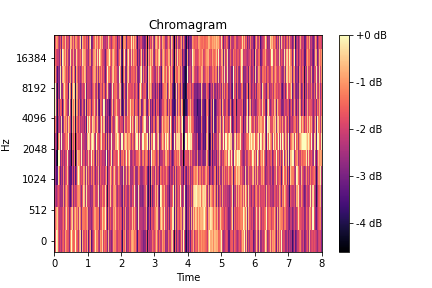 Chromagram
+0 dB
16384
-1 dB
8192
4096
-2 dB
Hz
2048
1024
-3 dB
512
-4 dB
0
0 1 2 3 4 5 6 7 8
Time